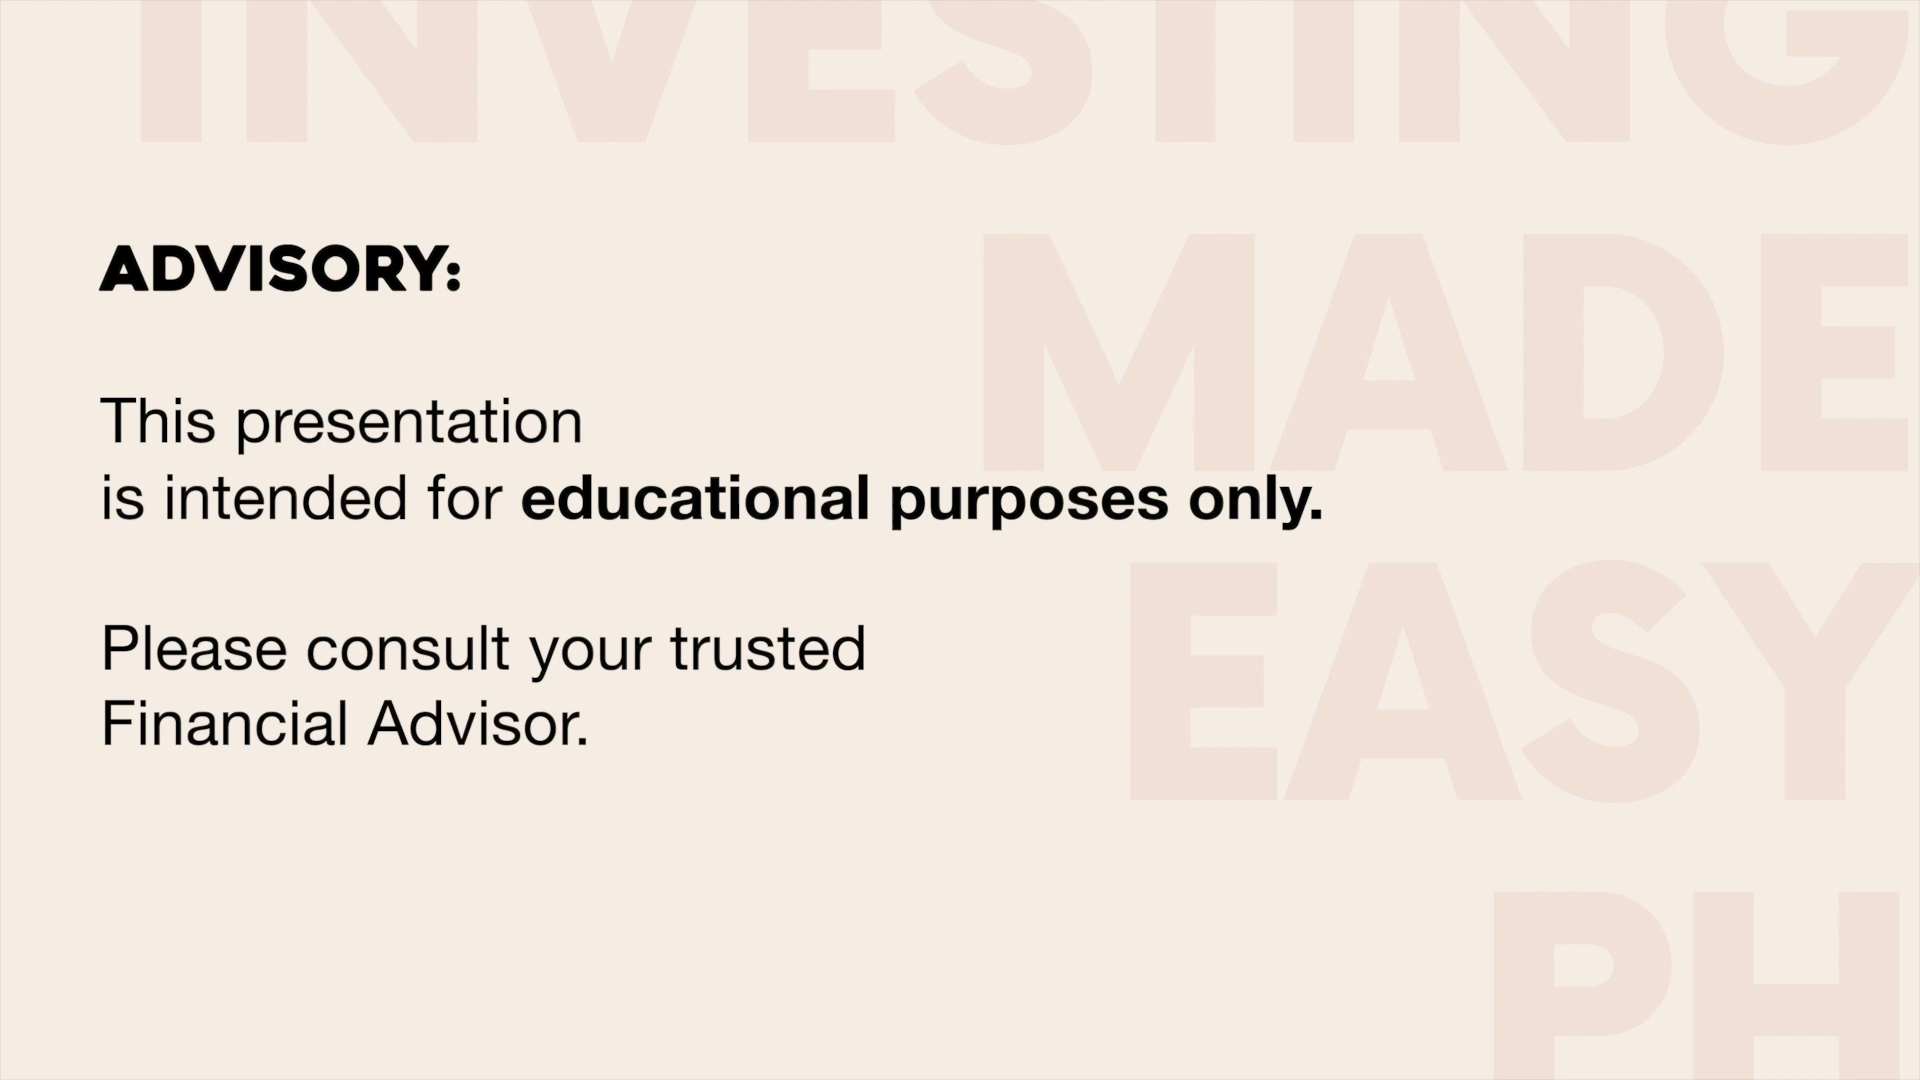 INVESTING
MADE
EASY
PH
ADVISORY:
This presentation
is intended for educational purposes only.
Please consult your trusted
Financial Advisor.